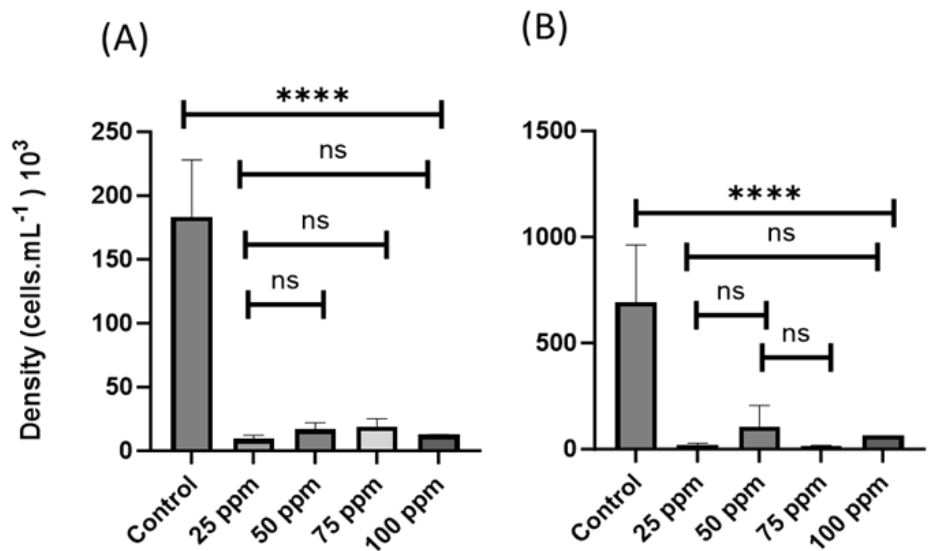 (A)
Density (cells.mL⁻¹ ) 10³
250
200
150
100
50
0
****
ns
ns
ns
Control
25 ppm
50 ppm
75 ppm
100 ppm
(B)
1500
1000
500
0
****
ns
ns
ns
Control
25 ppm
50 ppm
75 ppm
100 ppm